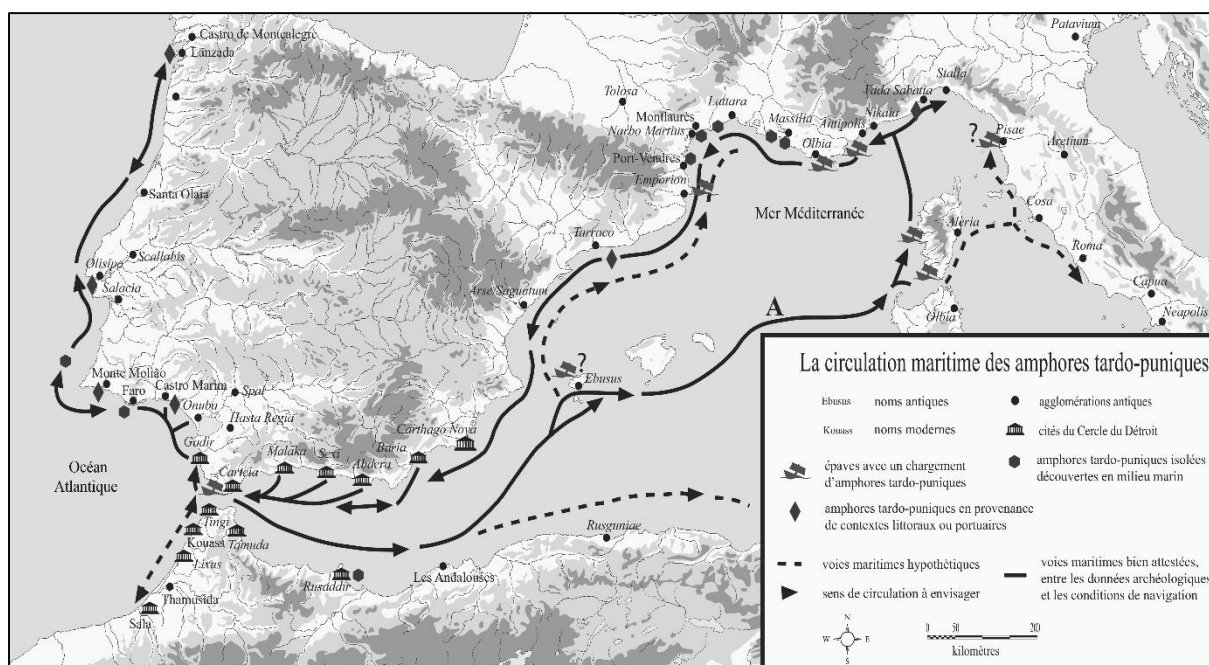 Castro de Montealegre
Lanzada
Santa Olaia
Scallabis
Olisipo
Salacia
Monte Molião
Faro
Castro Marim
Onuba
Spal
Hasta Regia
Gadir
Océan
Atlantique
Carteia
Malaka
Sexi
Abdera
Baria
Carthago Nova
Tingi
Kouass
Tamuda
Lixus
Thamusida
Sala
Rusaddir
Les Andalouses
Rusguniae
Arse/Saguntum
Tarraco
Ebusus
?
A
Tolosa
Monflaurès
Narbo Martius
Port-Vendres
Emporion
Lattara
Massilia
Olbia
Antipolis
Nikaia
Vada Sabatia
Stalia
Patavium
Mer Méditerranée
?
Pisae
Aretium
Cosa
Aleria
Roma
Capua
Neapolis
Olbia
La circulation maritime des amphores tardo-puniques
Ebusus noms antiques
Kouass noms modernes
épaves avec un chargement
d'amphores tardo-puniques
amphores tardo-puniques en provenance
de contextes littoraux ou portuaires
voies maritimes hypothétiques
sens de circulation à envisager
agglomérations antiques
cités du Cercle du Détroit
amphores tardo-puniques isolées
découvertes en milieu marin
voies maritimes bien attestées,
entre les données archéologiques
et les conditions de navigation
N
W E
S
0 50 200
kilomètres